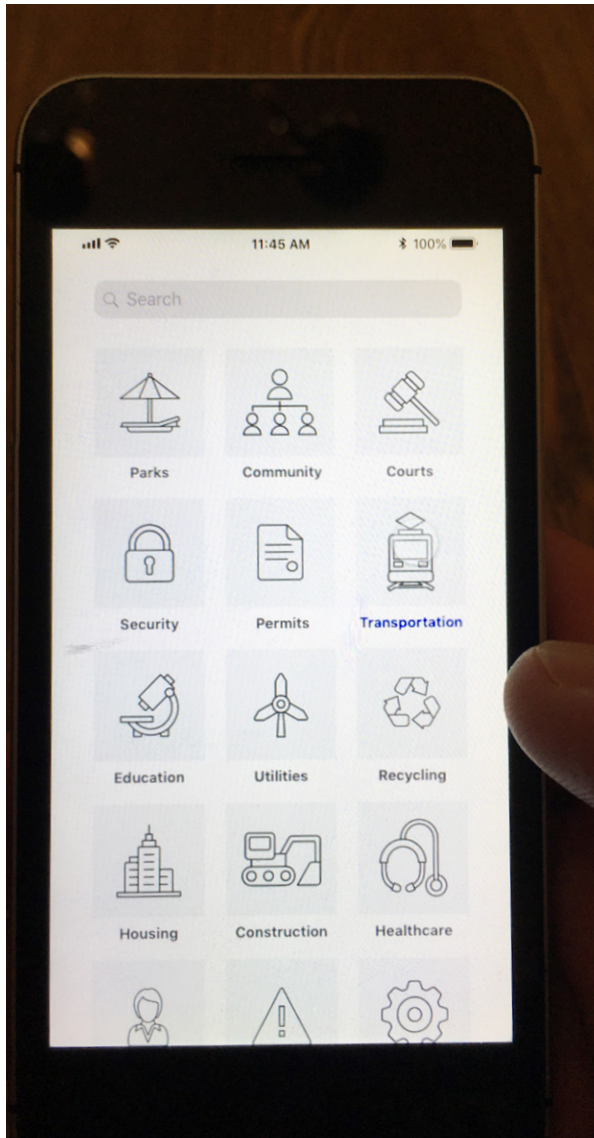 11:45 AM 100%
Search
Parks Community Courts
Security Permits Transportation
Education Utilities Recycling
Housing Construction Healthcare